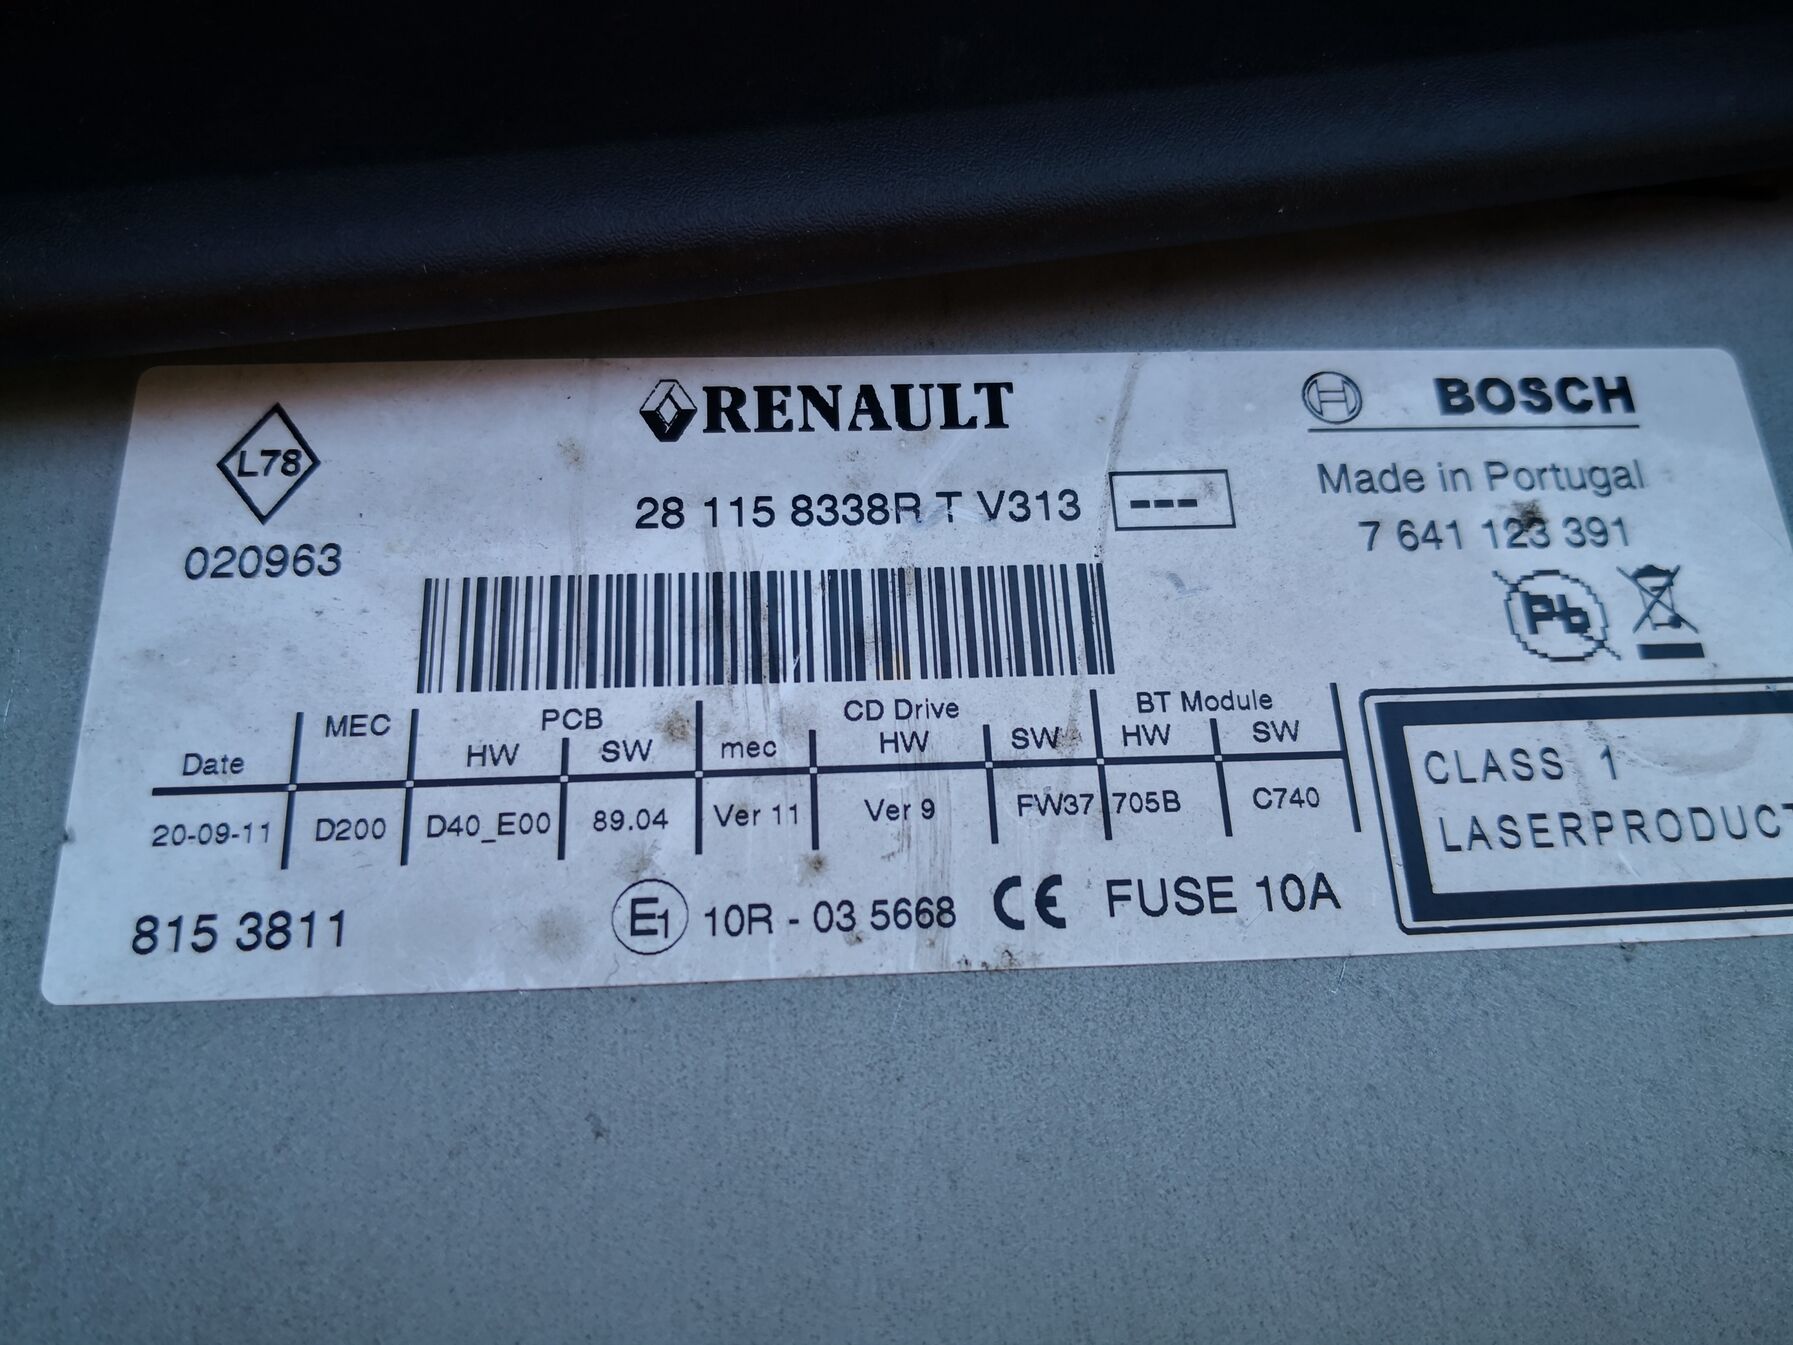 RENAULT
BOSCH
L78
28 115 8338R T V313 ---
Made in Portugal
7 641 123 391
020963
Pb
Date MEC PCB CD Drive BT Module
HW SW mec HW SW HW SW
20-09-11 D200 D40_E00 89.04 Ver 11 Ver 9 FW37 705B C740
CLASS 1
LASERPRODUCT
815 3811
E1 10R - 03 5668 CE FUSE 10A